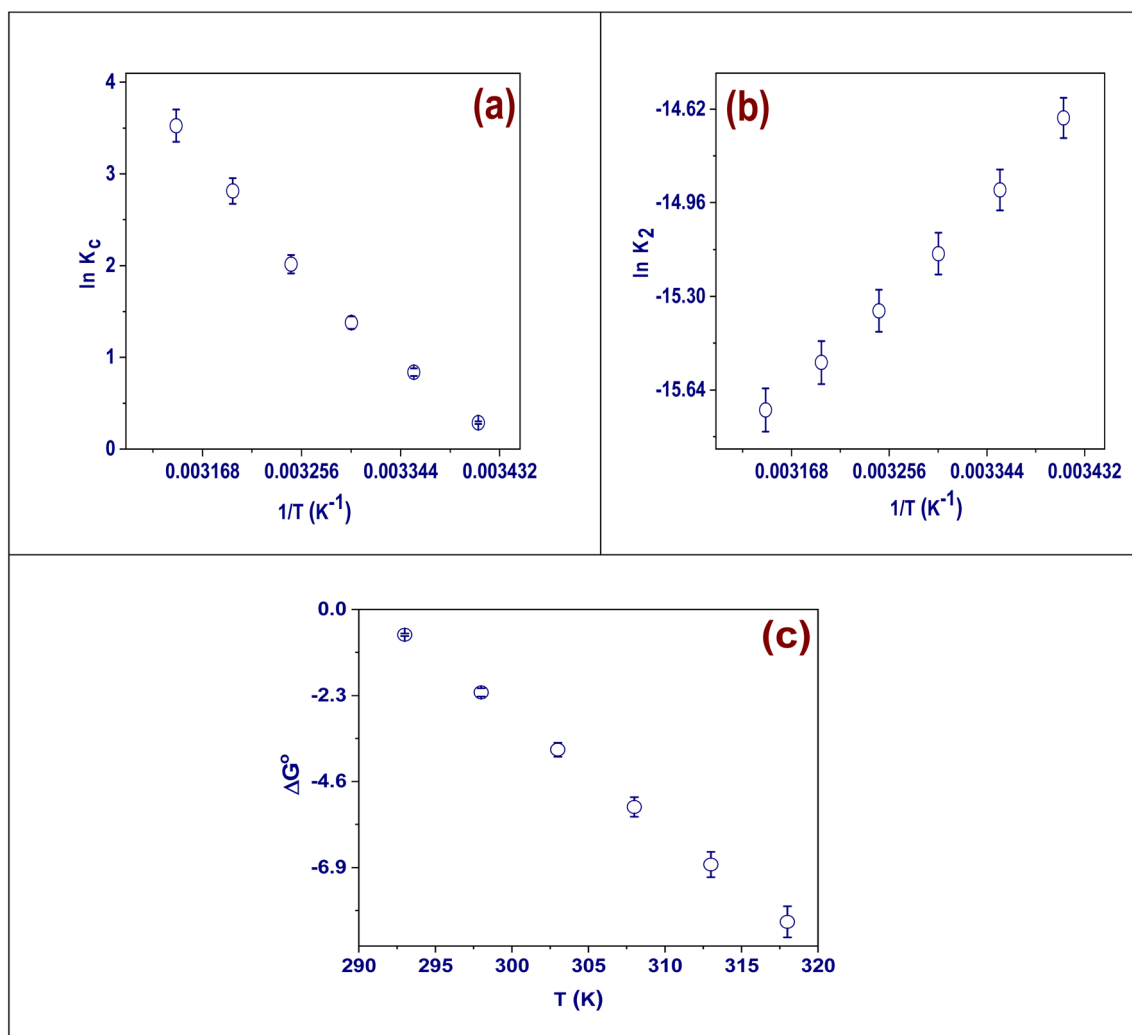 (a)
4
3
2
1
0
ln K_c
0.003168 0.003256 0.003344 0.003432
1/T (K⁻¹)
(b)
-14.62
-14.96
-15.30
-15.64
ln K₂
0.003168 0.003256 0.003344 0.003432
1/T (K⁻¹)
(c)
0.0
-2.3
-4.6
-6.9
ΔG°
290 295 300 305 310 315 320
T (K)